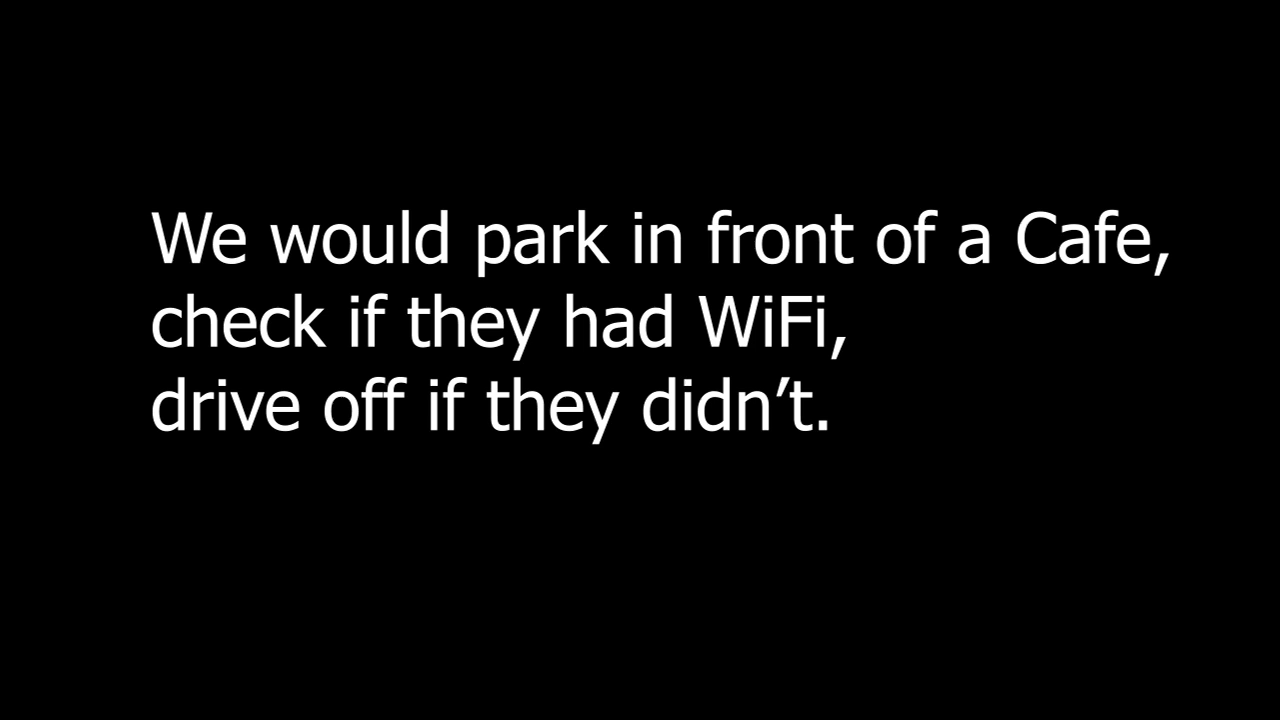 We would park in front of a Cafe,
check if they had WiFi,
drive off if they didn’t.